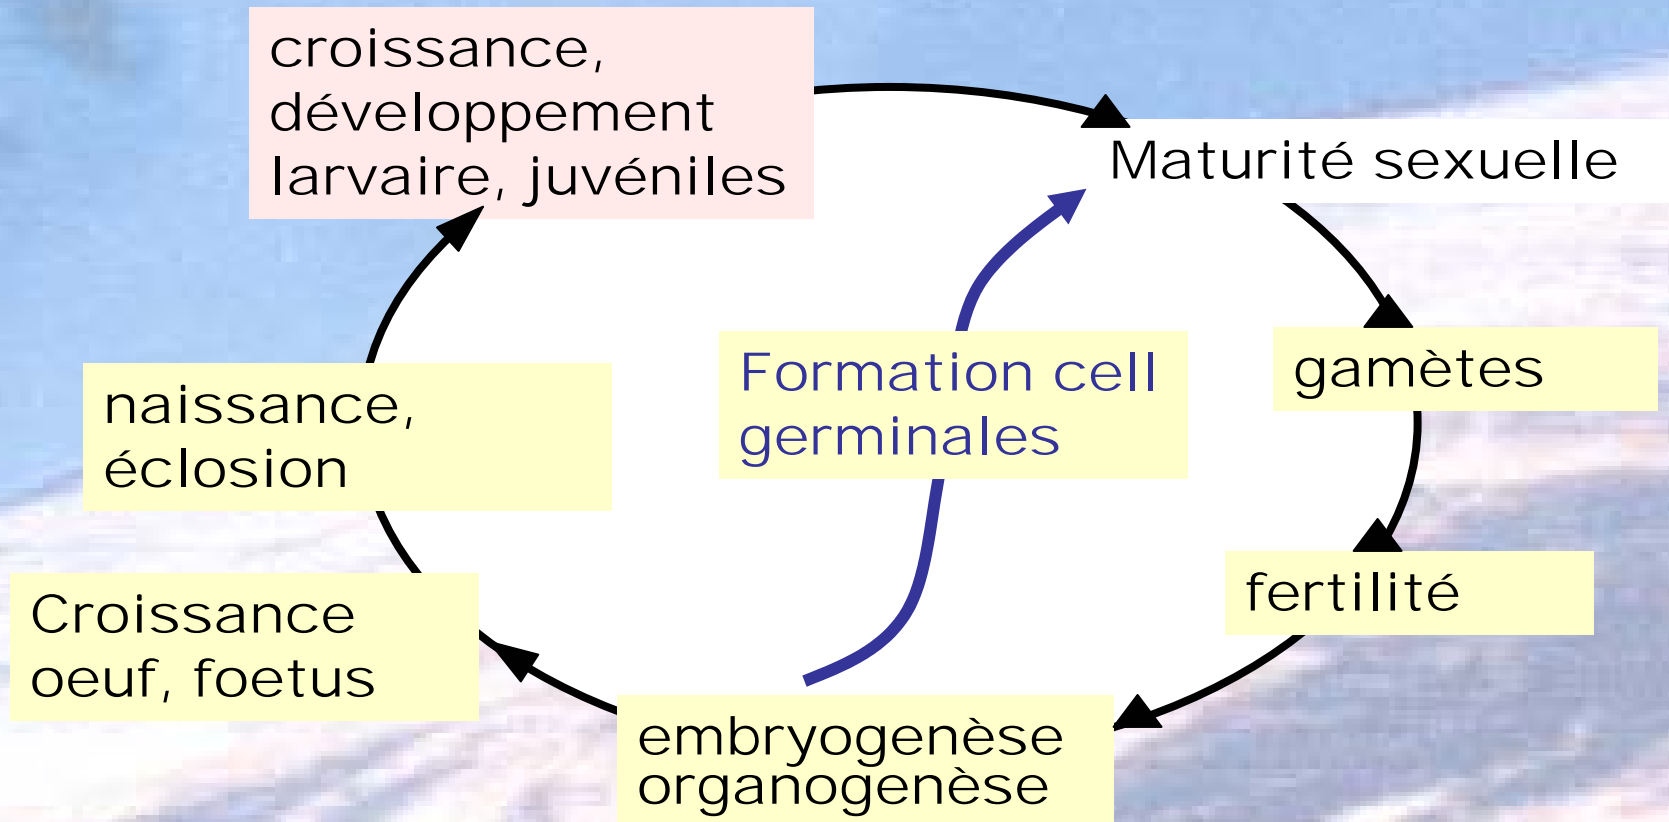 croissance,
développement
larvaire, juvéniles
Maturité sexuelle
Formation cell
germinales
gamètes
naissance,
éclosion
fertilité
Croissance
oeuf, foetus
embryogenèse
organogenèse